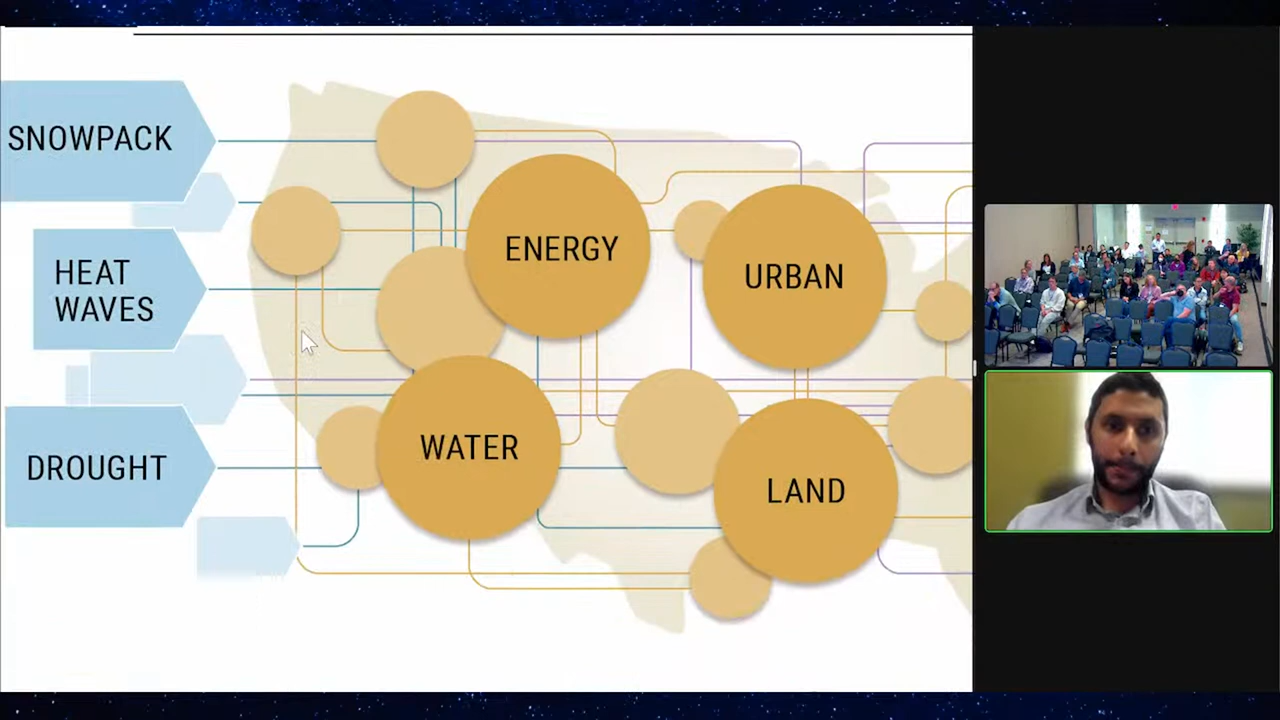 SNOWPACK
HEAT
WAVES
DROUGHT
ENERGY
URBAN
WATER
LAND